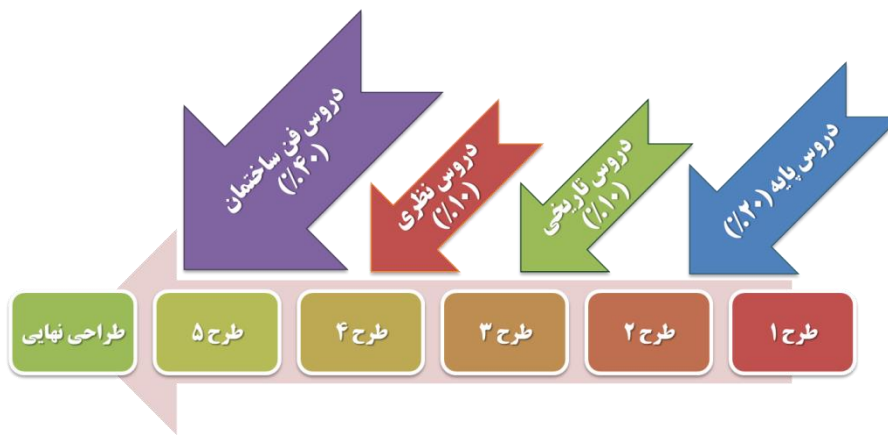 دروس پایه (۲۰٪)
دروس تاریخی
(۱۰٪)
دروس نظری
(۱۰٪)
دروس فن ساختمان
(۴۰٪)
طرح ۱
طرح ۲
طرح ۳
طرح ۴
طرح ۵
طراحی نهایی